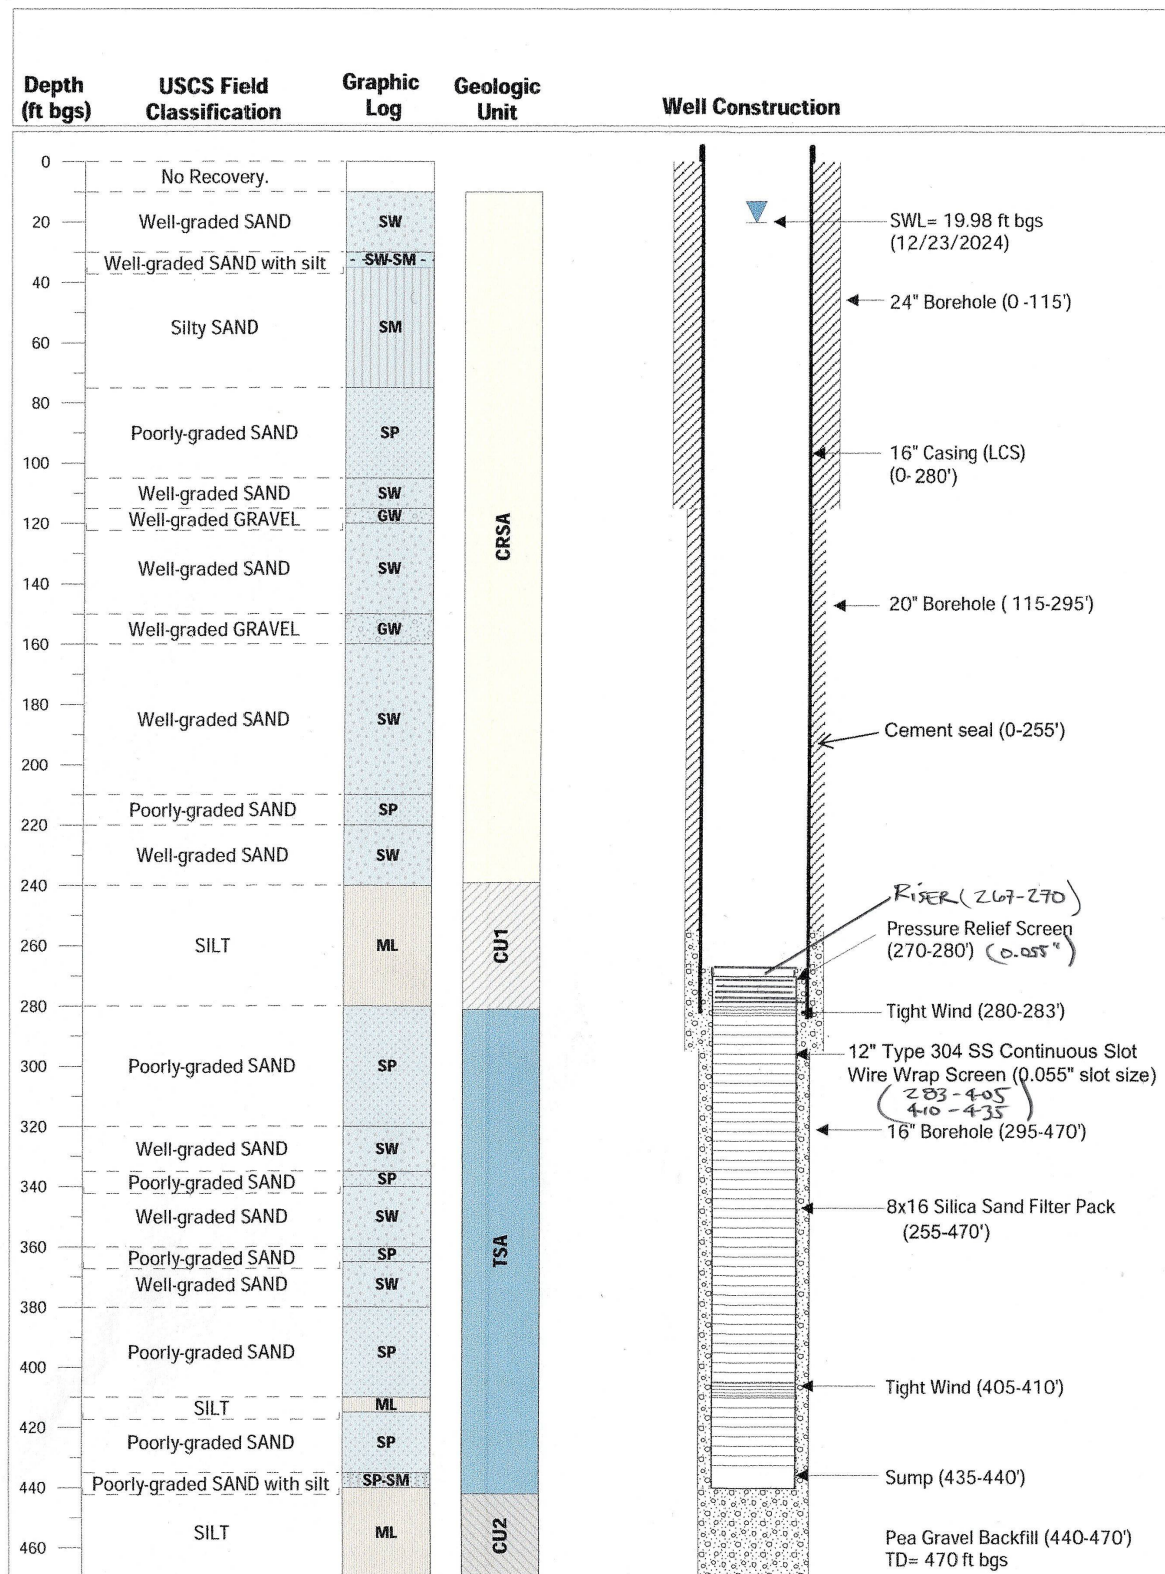 Depth (ft bgs)
USCS Field Classification
Graphic Log
Geologic Unit
Well Construction
0
20
40
60
80
100
120
140
160
180
200
220
240
260
280
300
320
340
360
380
400
420
440
460
No Recovery.
Well-graded SAND
Well-graded SAND with silt
Silty SAND
Poorly-graded SAND
Well-graded SAND
Well-graded GRAVEL
Well-graded SAND
Well-graded GRAVEL
Well-graded SAND
Poorly-graded SAND
Well-graded SAND
SILT
Poorly-graded SAND
Well-graded SAND
Poorly-graded SAND
Well-graded SAND
Poorly-graded SAND
Well-graded SAND
Poorly-graded SAND
SILT
Poorly-graded SAND
Poorly-graded SAND with silt
SILT
SW
SW-SM
SM
SP
SW
GW
SW
GW
SW
SP
SW
ML
SP
SW
SP
SW
SP
SW
SP
ML
SP
SP-SM
ML
CRSA
CU1
TSA
CU2
SWL= 19.98 ft bgs
(12/23/2024)
24" Borehole (0 -115')
16" Casing (LCS)
(0-280')
20" Borehole ( 115-295')
Cement seal (0-255')
RISER (267-270)
Pressure Relief Screen
(270-280') (0.055")
Tight Wind (280-283')
12" Type 304 SS Continuous Slot
Wire Wrap Screen (0.055" slot size)
(283-405
410-435)
16" Borehole (295-470')
8x16 Silica Sand Filter Pack
(255-470')
Tight Wind (405-410')
Sump (435-440')
Pea Gravel Backfill (440-470')
TD= 470 ft bgs